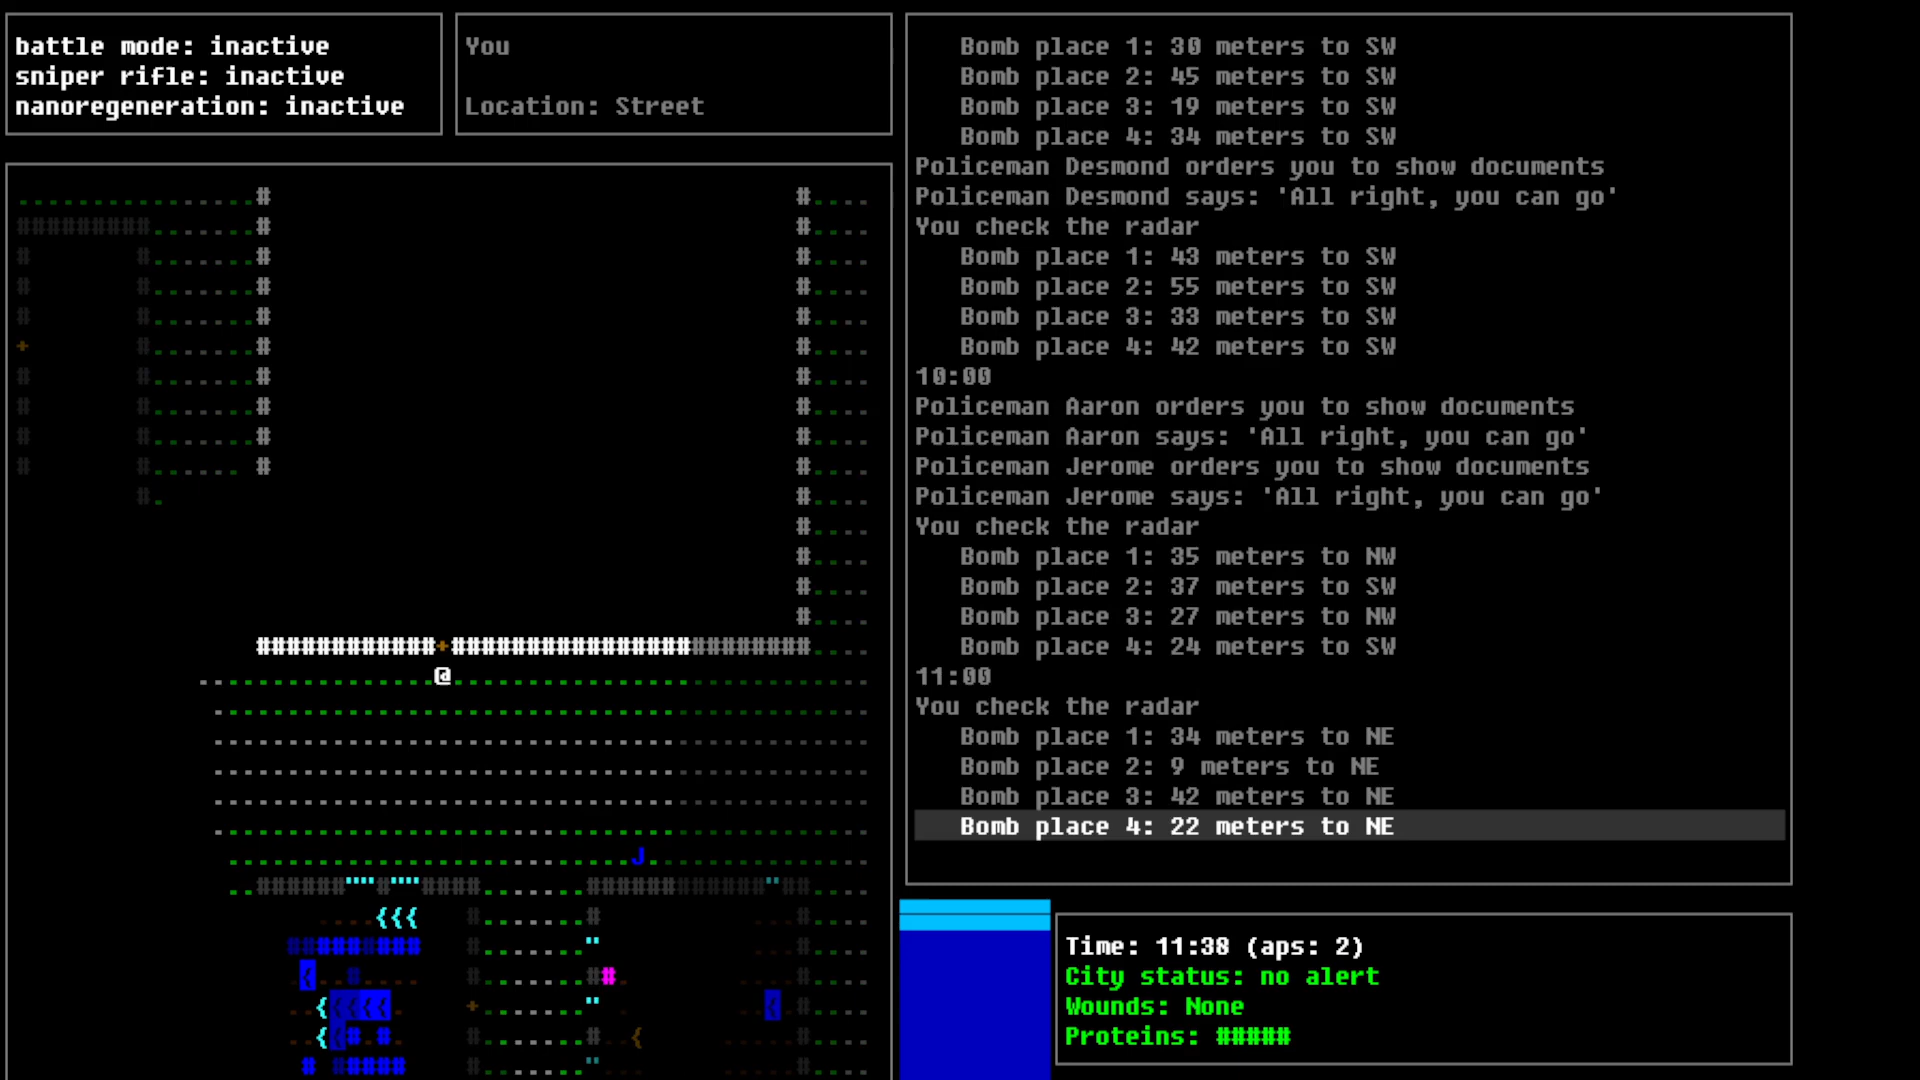 battle mode: inactive
sniper rifle: inactive
nanoregeneration: inactive
You
Location: Street
Bomb place 1: 30 meters to SW
Bomb place 2: 45 meters to SW
Bomb place 3: 19 meters to SW
Bomb place 4: 34 meters to SW
Policeman Desmond orders you to show documents
Policeman Desmond says: 'All right, you can go'
You check the radar
Bomb place 1: 43 meters to SW
Bomb place 2: 55 meters to SW
Bomb place 3: 33 meters to SW
Bomb place 4: 42 meters to SW
10:00
Policeman Aaron orders you to show documents
Policeman Aaron says: 'All right, you can go'
Policeman Jerome orders you to show documents
Policeman Jerome says: 'All right, you can go'
You check the radar
Bomb place 1: 35 meters to NW
Bomb place 2: 37 meters to SW
Bomb place 3: 27 meters to NW
Bomb place 4: 24 meters to SW
11:00
You check the radar
Bomb place 1: 34 meters to NE
Bomb place 2: 9 meters to NE
Bomb place 3: 42 meters to NE
Bomb place 4: 22 meters to NE
Time: 11:38 (aps: 2)
City status: no alert
Wounds: None
Proteins: #####